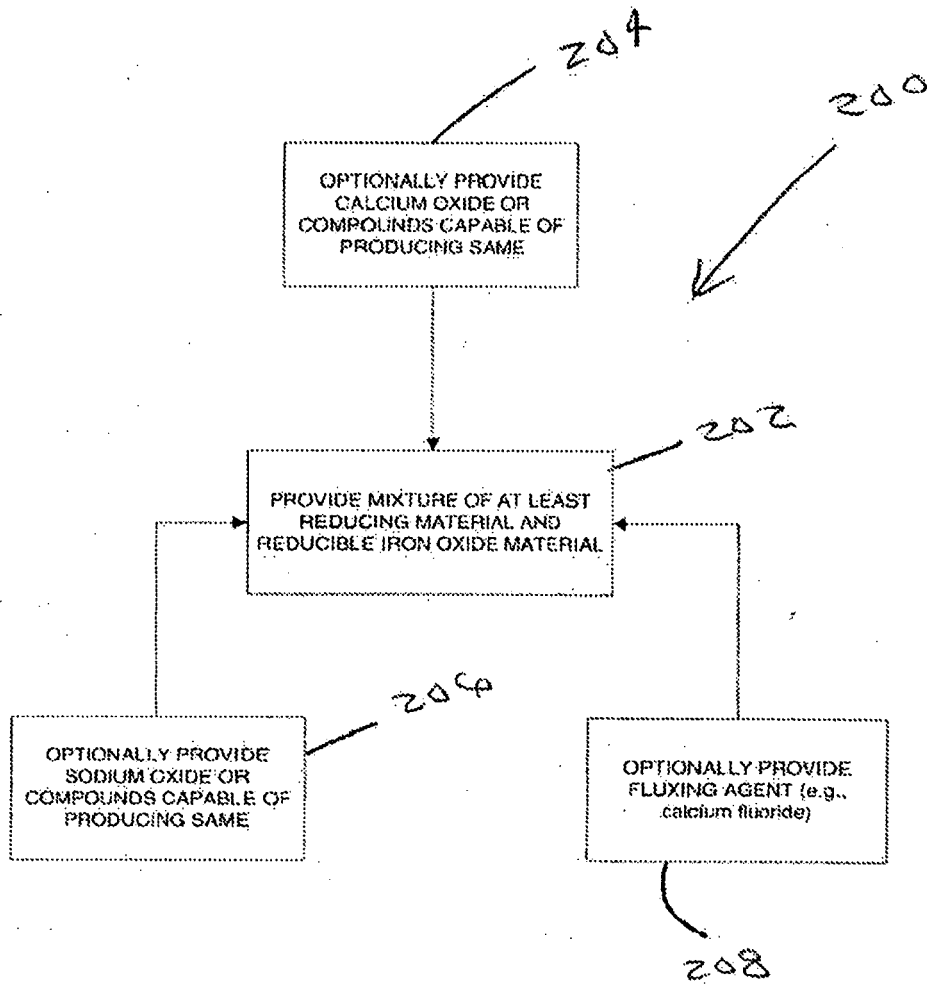 204
200
OPTIONALLY PROVIDE
CALCIUM OXIDE OR
COMPOUNDS CAPABLE OF
PRODUCING SAME
202
PROVIDE MIXTURE OF AT LEAST
REDUCING MATERIAL AND
REDUCIBLE IRON OXIDE MATERIAL
206
OPTIONALLY PROVIDE
SODIUM OXIDE OR
COMPOUNDS CAPABLE OF
PRODUCING SAME
OPTIONALLY PROVIDE
FLUXING AGENT (e.g.,
calcium fluoride)
208